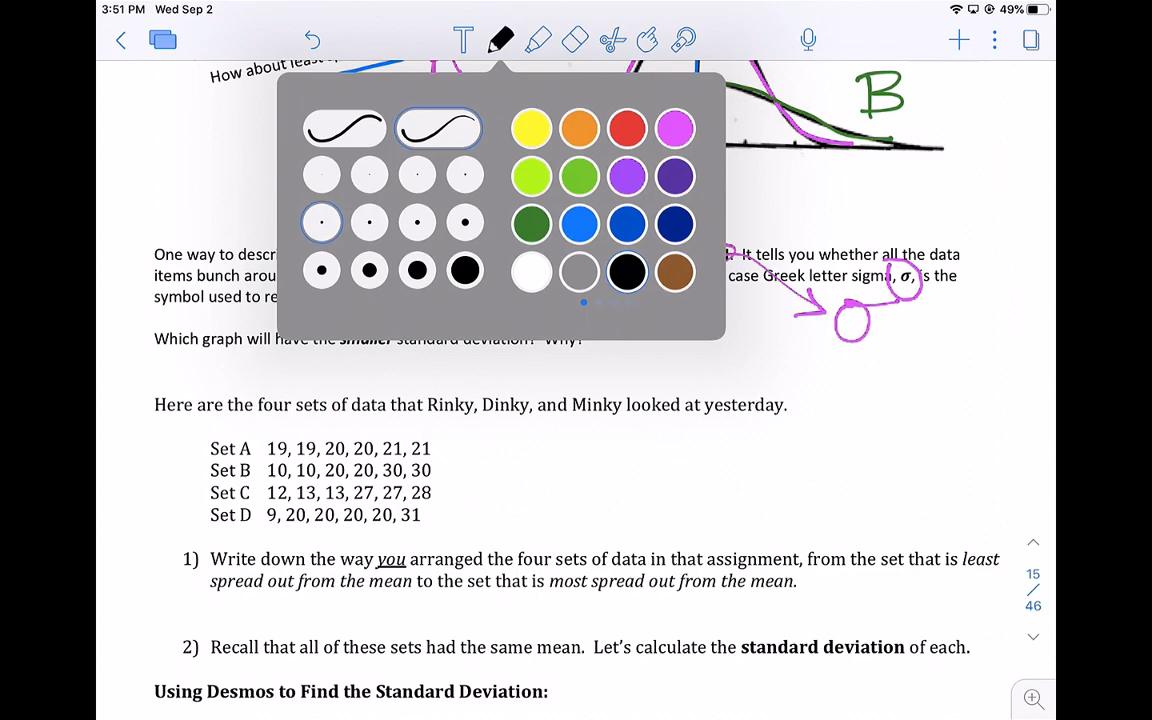 3:51 PM Wed Sep 2
49%
T
How about least
B
One way to descr It tells you whether all the data
items bunch arou case Greek letter sigma, σ, is the
symbol used to re
Which graph will have the smaller standard deviation? Why?
Here are the four sets of data that Rinky, Dinky, and Minky looked at yesterday.
Set A 19, 19, 20, 20, 21, 21
Set B 10, 10, 20, 20, 30, 30
Set C 12, 13, 13, 27, 27, 28
Set D 9, 20, 20, 20, 20, 31
1) Write down the way you arranged the four sets of data in that assignment, from the set that is least
spread out from the mean to the set that is most spread out from the mean.
15
/
46
2) Recall that all of these sets had the same mean. Let's calculate the standard deviation of each.
Using Desmos to Find the Standard Deviation: